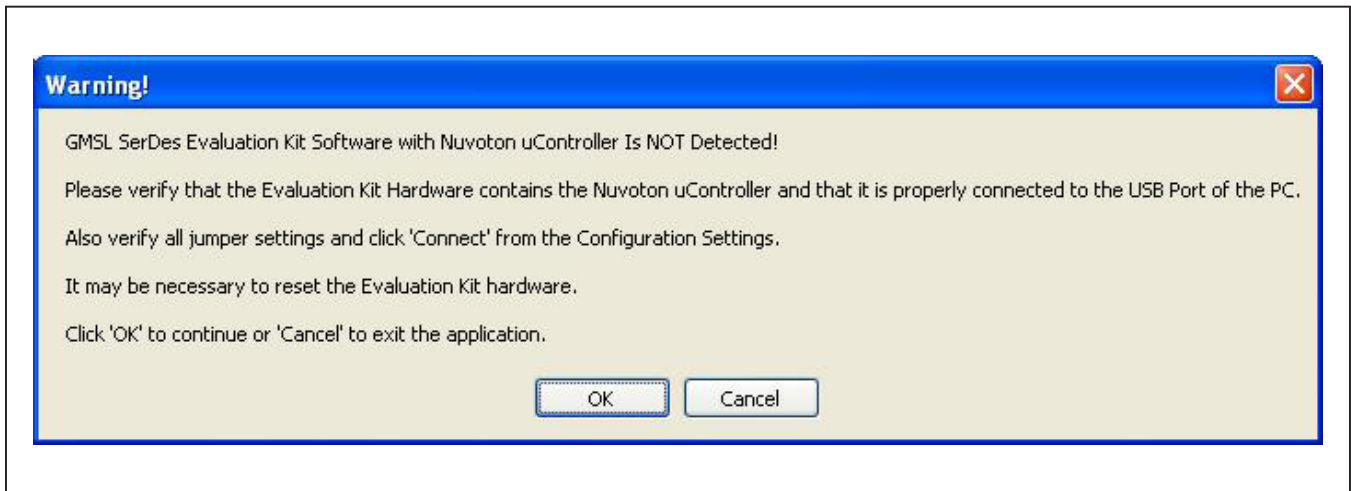 Warning!
GMSL SerDes Evaluation Kit Software with Nuvoton uController Is NOT Detected!
Please verify that the Evaluation Kit Hardware contains the Nuvoton uController and that it is properly connected to the USB Port of the PC.
Also verify all jumper settings and click 'Connect' from the Configuration Settings.
It may be necessary to reset the Evaluation Kit hardware.
Click 'OK' to continue or 'Cancel' to exit the application.
OK Cancel